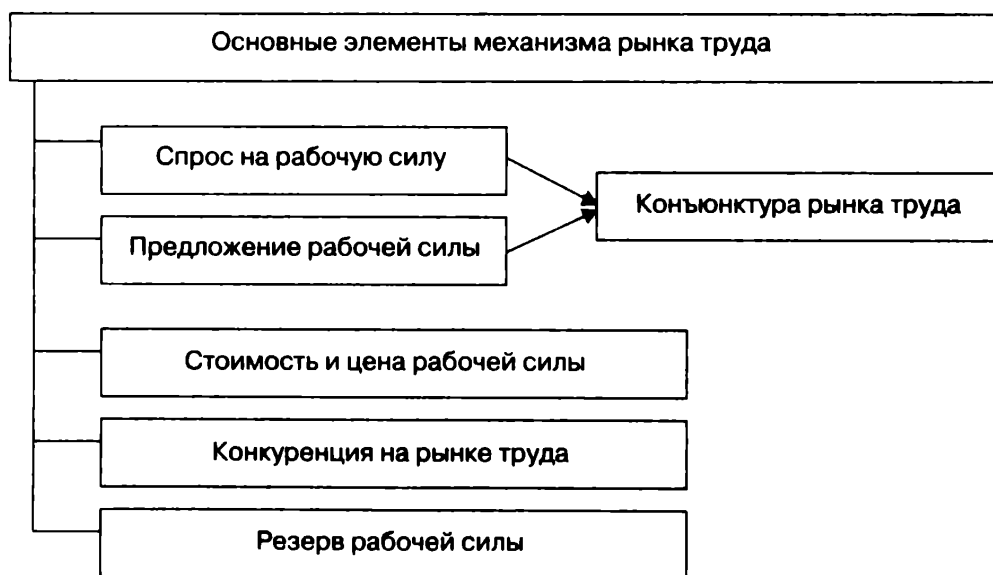 Основные элементы механизма рынка труда
Спрос на рабочую силу
Конъюнктура рынка труда
Предложение рабочей силы
Стоимость и цена рабочей силы
Конкуренция на рынке труда
Резерв рабочей силы